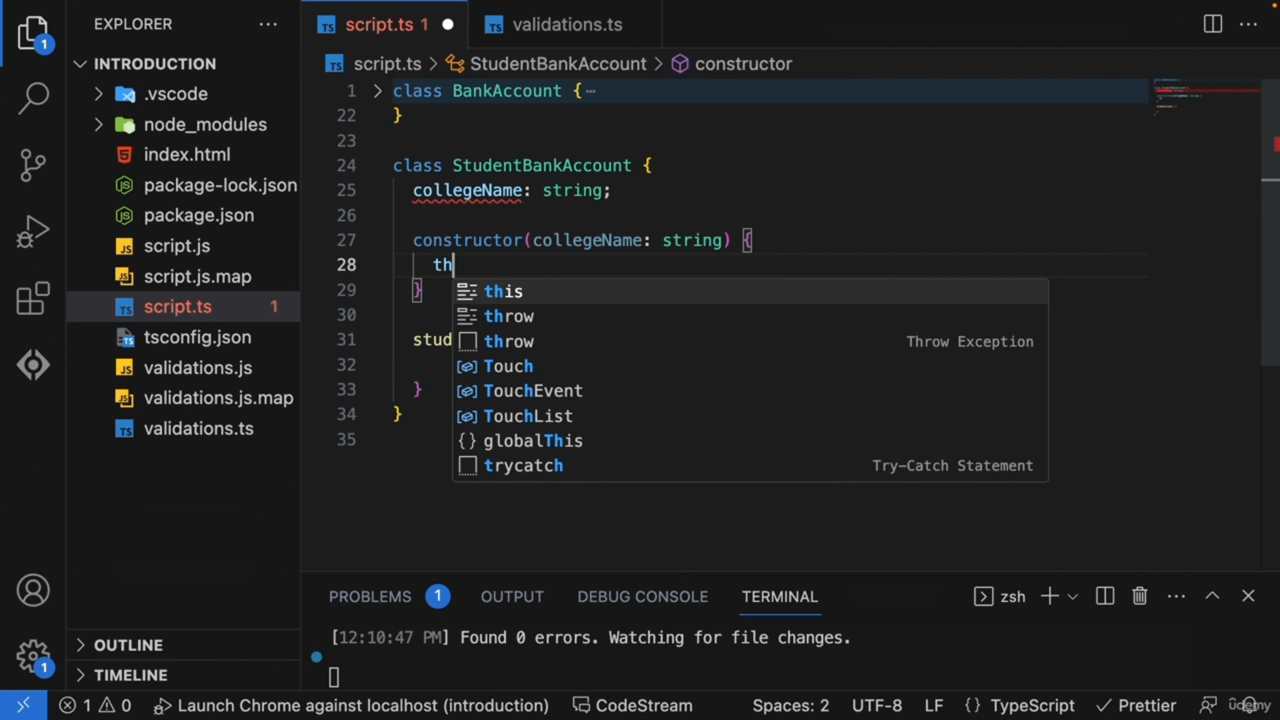 EXPLORER
script.ts 1
validations.ts
INTRODUCTION
script.ts > StudentBankAccount > constructor
.vscode
node_modules
index.html
package-lock.json
package.json
script.js
script.js.map
script.ts 1
tsconfig.json
validations.js
validations.js.map
validations.ts
OUTLINE
TIMELINE
1 class BankAccount {
22 }
23
24 class StudentBankAccount {
25 collegeName: string;
26
27 constructor(collegeName: string) {
28 th
29 }
30
31 stud
32
33 }
34 }
35
this
throw
throw Throw Exception
Touch
TouchEvent
TouchList
globalThis
trycatch Try-Catch Statement
PROBLEMS 1 OUTPUT DEBUG CONSOLE TERMINAL zsh
[12:10:47 PM] Found 0 errors. Watching for file changes.
1
1
1 0 Launch Chrome against localhost (introduction) CodeStream Spaces: 2 UTF-8 LF {} TypeScript Prettier
udemy